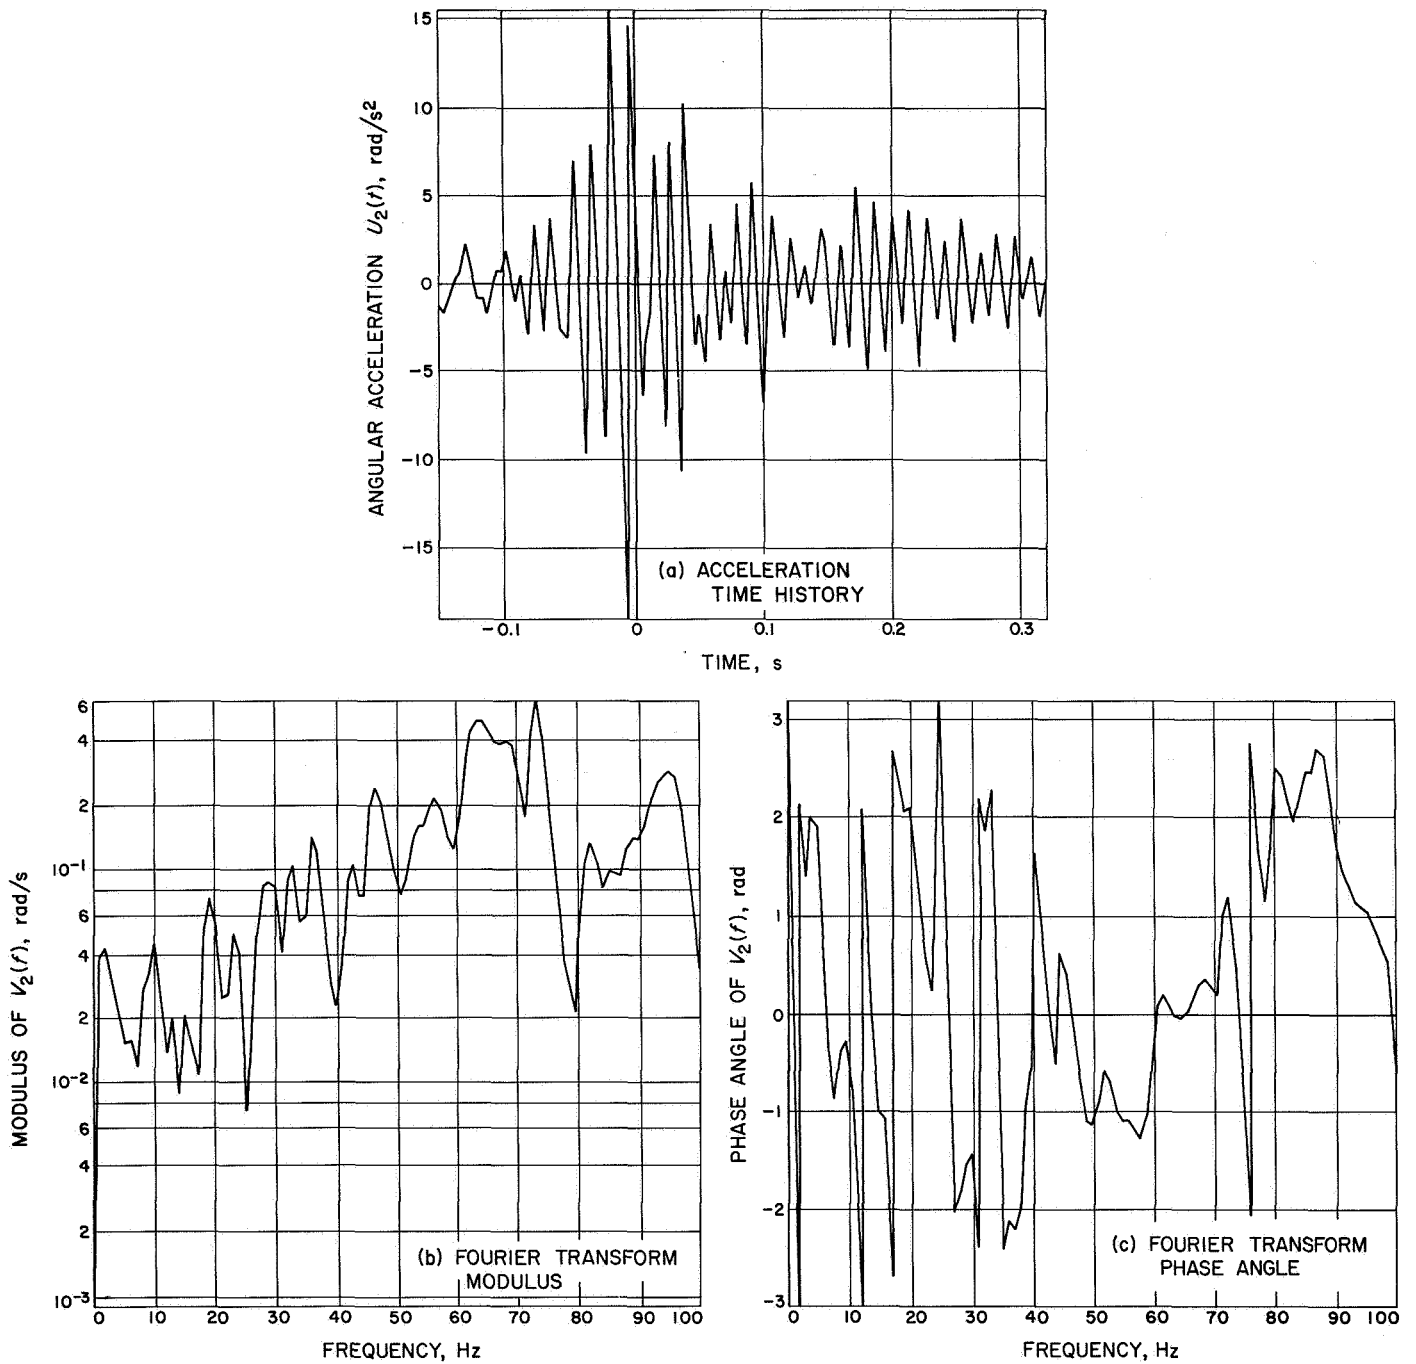 15
10
5
0
-5
-10
-15
ANGULAR ACCELERATION U₂(t), rad/s²
(a) ACCELERATION
TIME HISTORY
-0.1 0 0.1 0.2 0.3
TIME, s
6
4
2
10⁻¹
6
4
2
10⁻²
6
4
2
10⁻³
MODULUS OF V₂(f), rad/s
(b) FOURIER TRANSFORM
MODULUS
0 10 20 30 40 50 60 70 80 90 100
FREQUENCY, Hz
3
2
1
0
-1
-2
-3
PHASE ANGLE OF V₂(f), rad
(c) FOURIER TRANSFORM
PHASE ANGLE
0 10 20 30 40 50 60 70 80 90 100
FREQUENCY, Hz